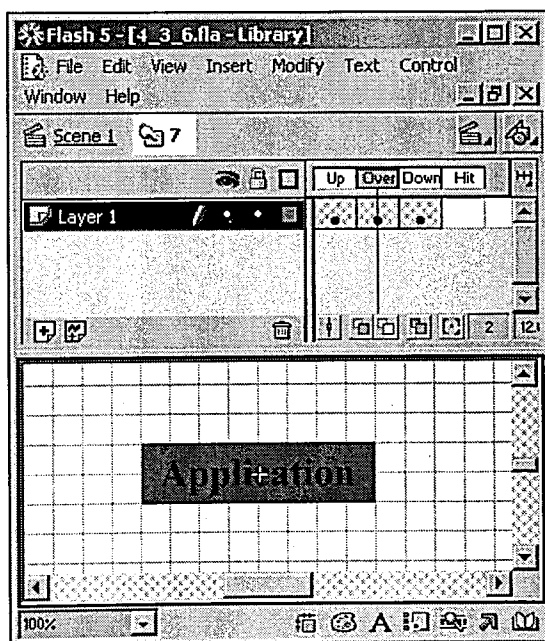 Flash 5 - [4_3_6.fla - Library]
File Edit View Insert Modify Text Control
Window Help
Scene 1 7
Up Over Down Hit
Layer 1
2 12.
Application
100%